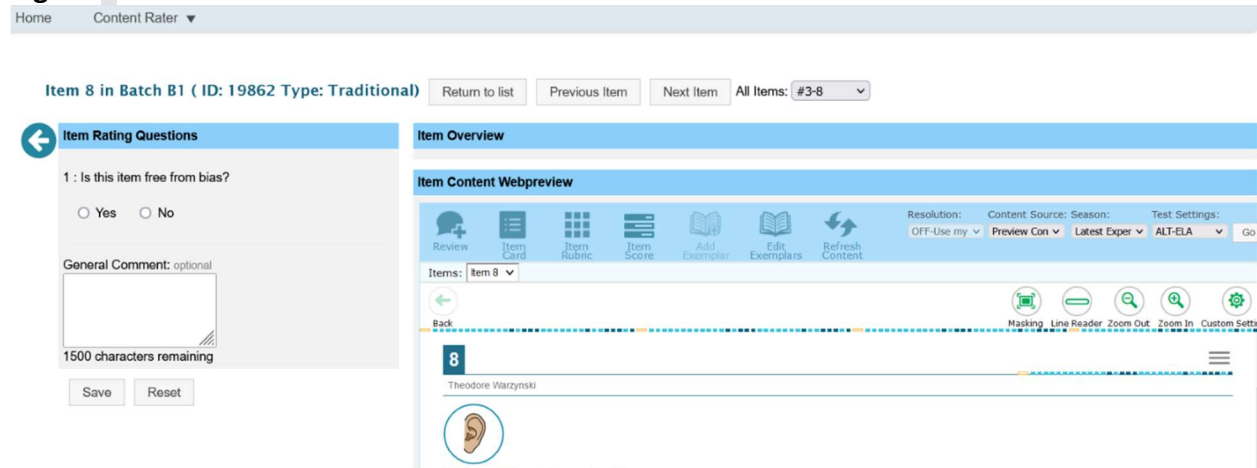 Home Content Rater ▼
Item 8 in Batch B1 ( ID: 19862 Type: Traditional) Return to list Previous Item Next Item All Items: #3-8
Item Rating Questions
1 : Is this item free from bias?
Yes No
General Comment: optional
1500 characters remaining
Save Reset
Item Overview
Item Content Webpreview
Review Item Card Item Rubric Item Score Add Exemplar Edit Exemplars Refresh Content
Resolution: Content Source: Season: Test Settings:
OFF-Use my Preview Con Latest Exper ALT-ELA Go
Items: Item 8
Back Masking Line Reader Zoom Out Zoom In Custom Setti
8
Theodore Warzynski